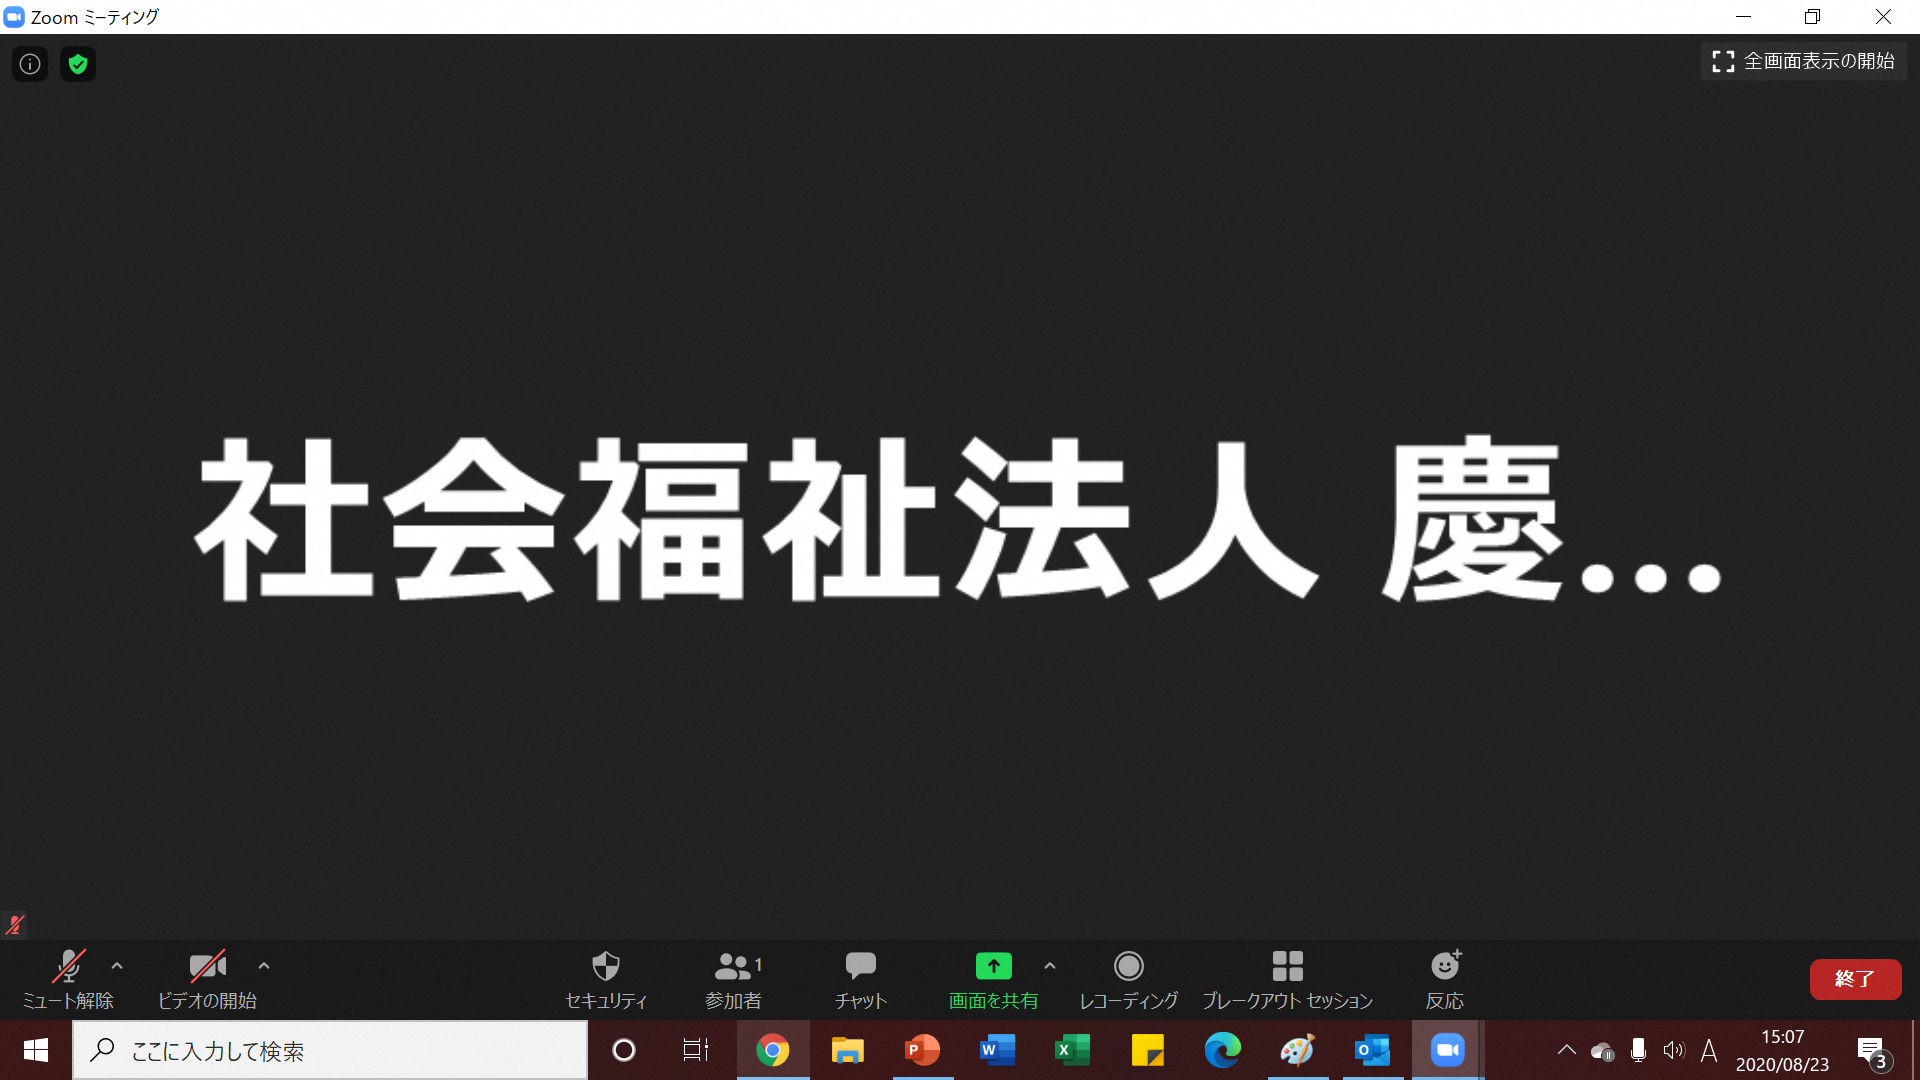 Zoom ミーティング
全画面表示の開始
社会福祉法人 慶...
ミュート解除
ビデオの開始
セキュリティ
1
参加者
チャット
画面を共有
レコーディング
ブレークアウト セッション
反応
終了
ここに入力して検索
A
15:07
2020/08/23
3